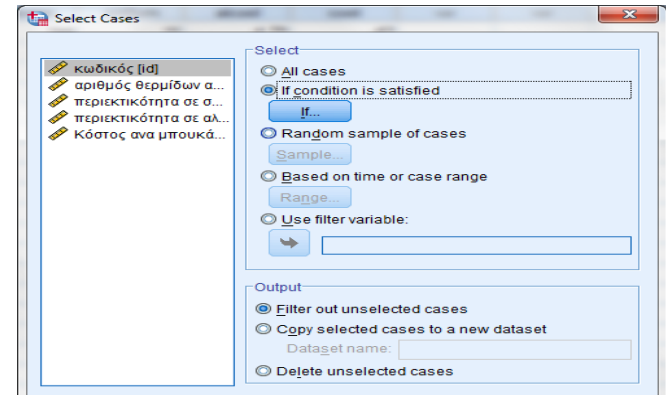 Select Cases
κωδικός [id]
αριθμός θερμίδων α...
περιεκτικότητα σε σ...
περιεκτικότητα σε αλ...
Κόστος ανα μπουκά...
Select
All cases
If condition is satisfied
If...
Random sample of cases
Sample...
Based on time or case range
Range...
Use filter variable:
Output
Filter out unselected cases
Copy selected cases to a new dataset
Dataset name:
Delete unselected cases